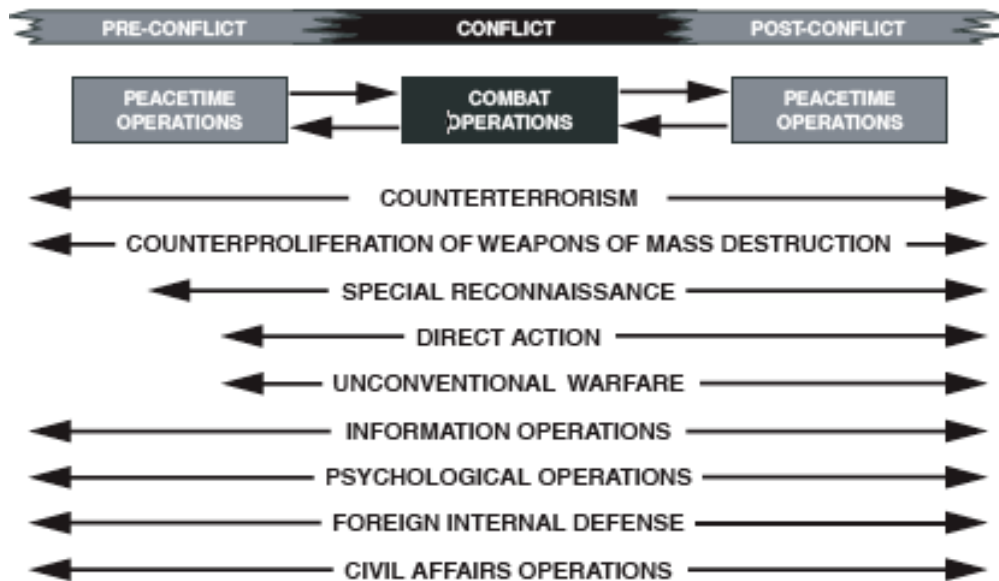 PRE-CONFLICT CONFLICT POST-CONFLICT
PEACETIME OPERATIONS
COMBAT OPERATIONS
PEACETIME OPERATIONS
COUNTERTERRORISM
COUNTERPROLIFERATION OF WEAPONS OF MASS DESTRUCTION
SPECIAL RECONNAISSANCE
DIRECT ACTION
UNCONVENTIONAL WARFARE
INFORMATION OPERATIONS
PSYCHOLOGICAL OPERATIONS
FOREIGN INTERNAL DEFENSE
CIVIL AFFAIRS OPERATIONS